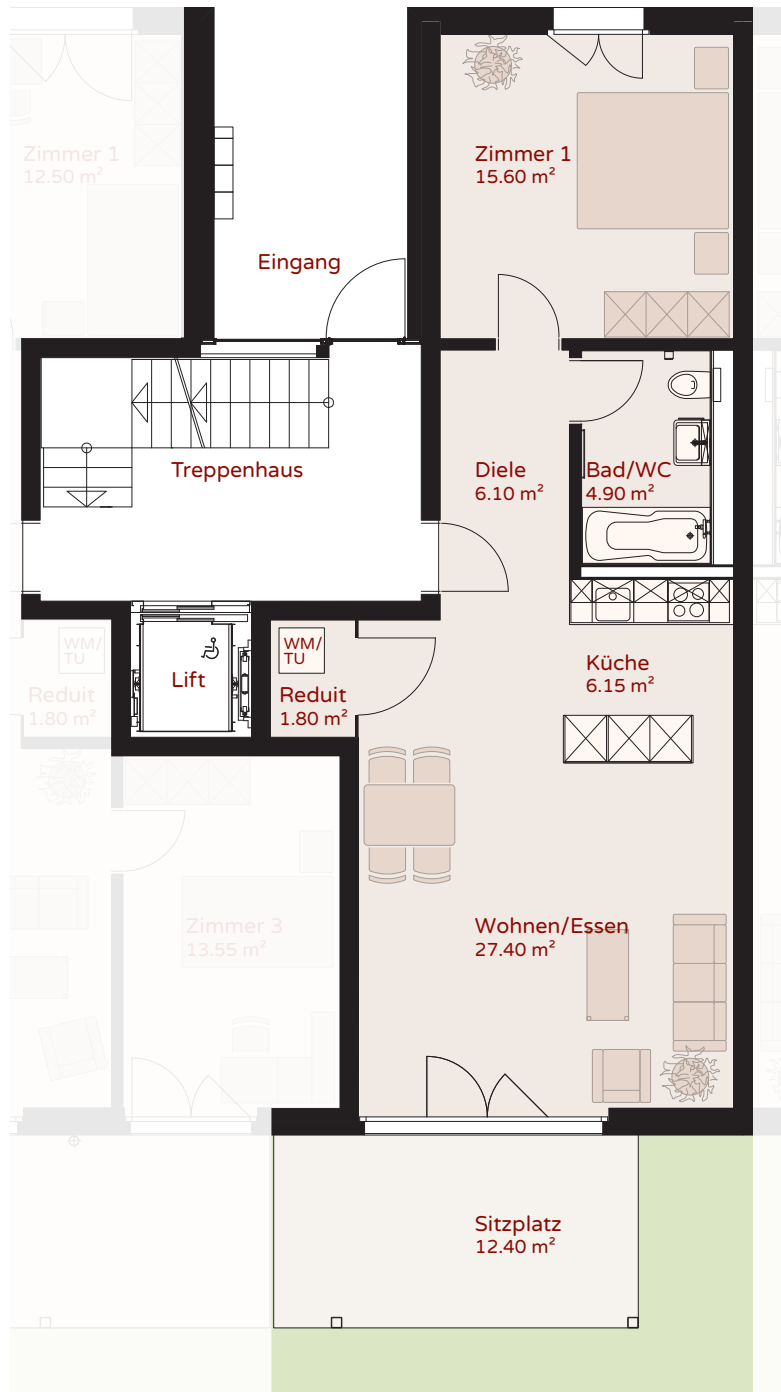 Zimmer 1
12.50 m²
Zimmer 1
15.60 m²
Eingang
Treppenhaus
Diele
6.10 m²
Bad/WC
4.90 m²
WM/
TU
Reduit
1.80 m²
Lift
WM/
TU
Reduit
1.80 m²
Küche
6.15 m²
Zimmer 3
13.55 m²
Wohnen/Essen
27.40 m²
Sitzplatz
12.40 m²